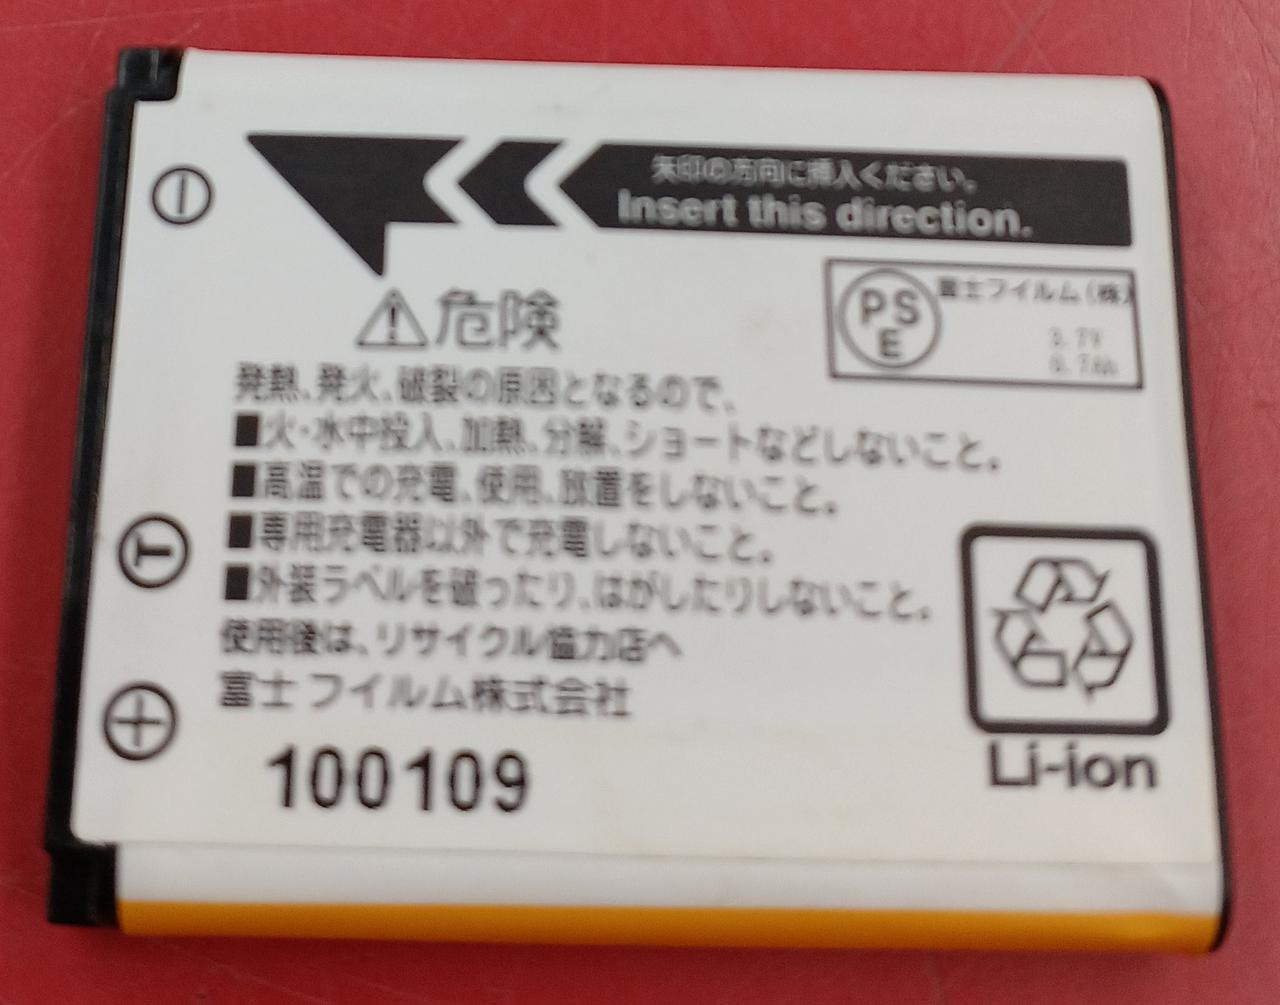 矢印の方向に挿入ください。
Insert this direction.
PS
E
富士フイルム(株)
3.7V
0.7Ah
危険
発熱、発火、破裂の原因となるので、
■火・水中投入、加熱、分解、ショートなどしないこと。
■高温での充電、使用、放置をしないこと。
■専用充電器以外で充電しないこと。
■外装ラベルを破ったり、はがしたりしないこと。
使用後は、リサイクル協力店へ
富士フイルム株式会社
T
100109
Li-ion